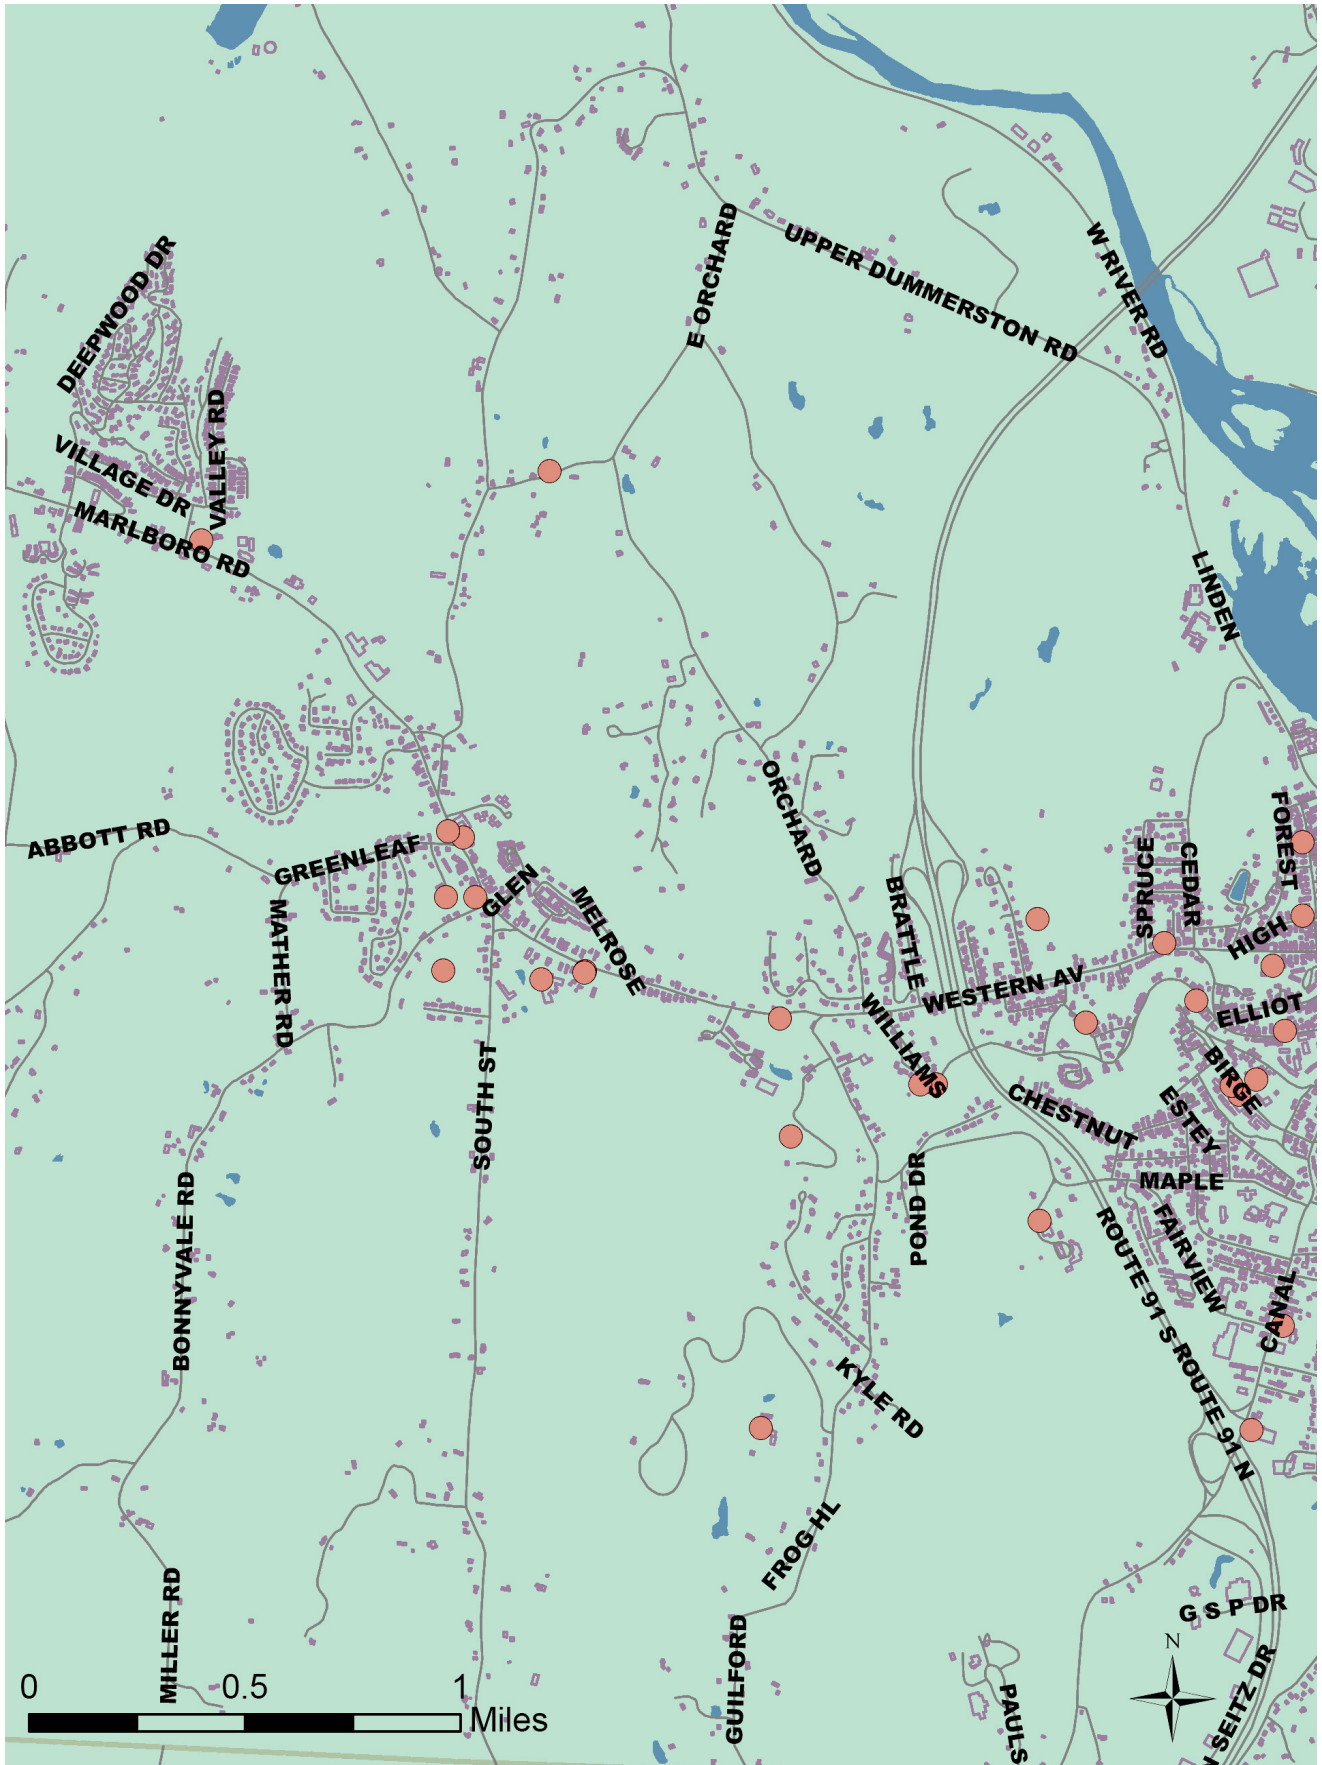 DEEPWOOD DR
E ORCHARD
UPPER DUMMERSTON RD
W RIVER RD
VALLEY RD
VILLAGE DR
MARLBORO RD
LINDEN
ORCHARD
FOREST
ABBOTT RD
GREENLEAF
SPRUCE
CEDAR
GLEN
MELROSE
BRATTLE
HIGH
MATHER RD
WESTERN AV
WILLIAMS
ELLIOT
SOUTH ST
BIRGE
CHESTNUT
ESTEY
BONNYVALE RD
POND DR
MAPLE
ROUTE 91 S
FAIRVIEW
CANAL
ROUTE 91 N
KYLE RD
FROG HL
MILLER RD
GUILFORD
G S P DR
N
PAULS
N SEITZ DR
0 0.5 1
Miles